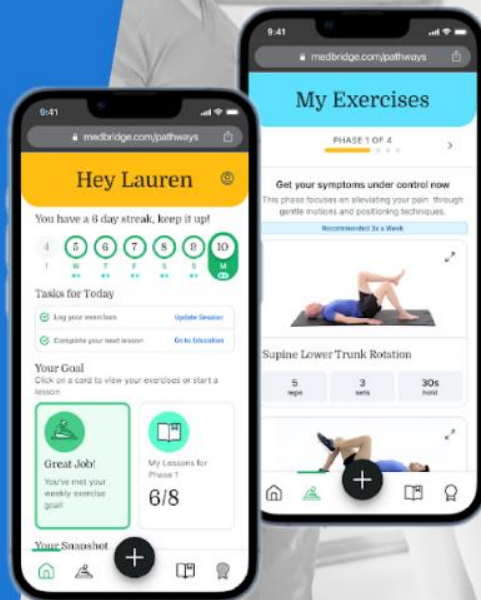 9:41
medbridge.com/pathways
Hey Lauren
You have a 6 day streak, keep it up!
4 5 6 7 8 9 10
T W T F S S M
Tasks for Today
Log your exercises Update Session
Complete your next lesson Go to Education
Your Goal
Click on a card to view your exercises or start a
lesson
Great Job!
You've met your
weekly exercise
goal!
My Lessons for
Phase 1
6/8
Your Snapshot
9:41
medbridge.com/pathways
My Exercises
PHASE 1 OF 4
Get your symptoms under control now
This phase focuses on alleviating your pain through
gentle motions and positioning techniques.
Recommended 3x a Week
Supine Lower Trunk Rotation
5 3 30s
reps sets hold